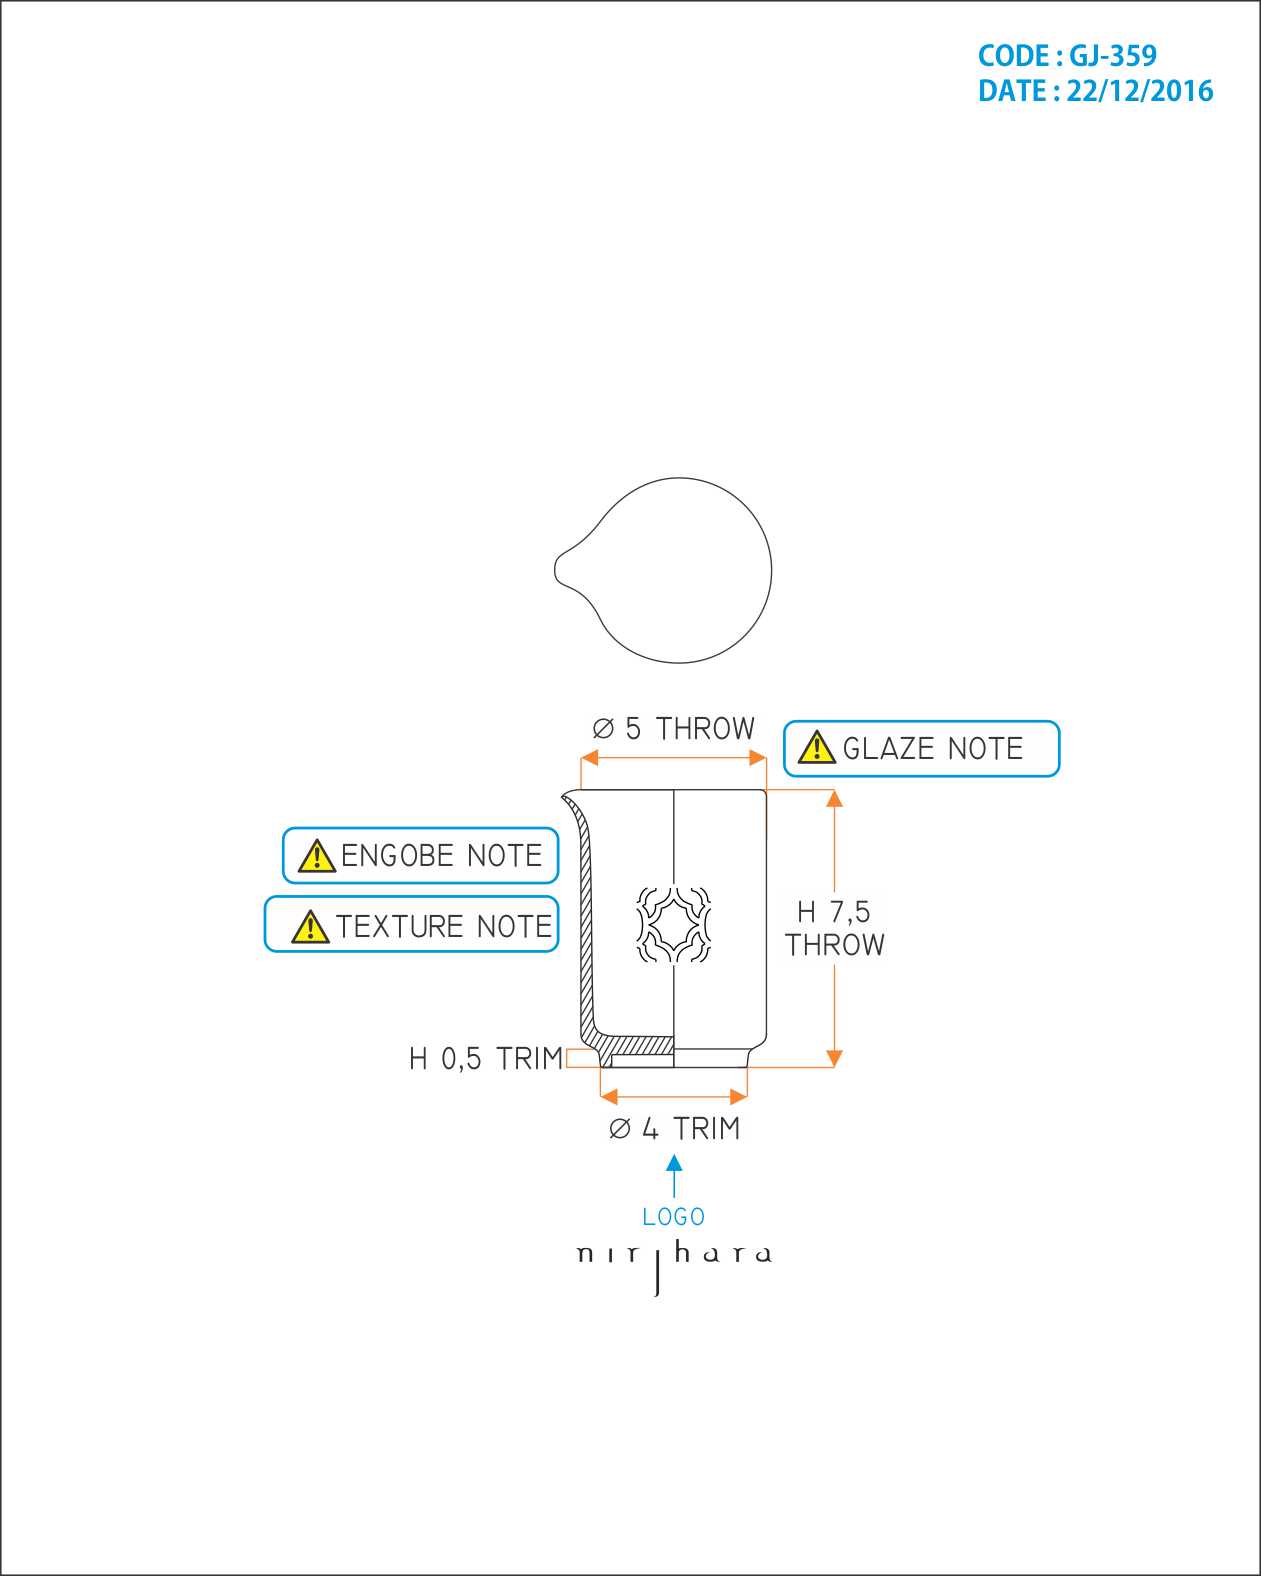 CODE : GJ-359
DATE : 22/12/2016
Ø 5 THROW
GLAZE NOTE
ENGOBE NOTE
TEXTURE NOTE
H 7,5
THROW
H 0,5 TRIM
Ø 4 TRIM
LOGO
nirjhara